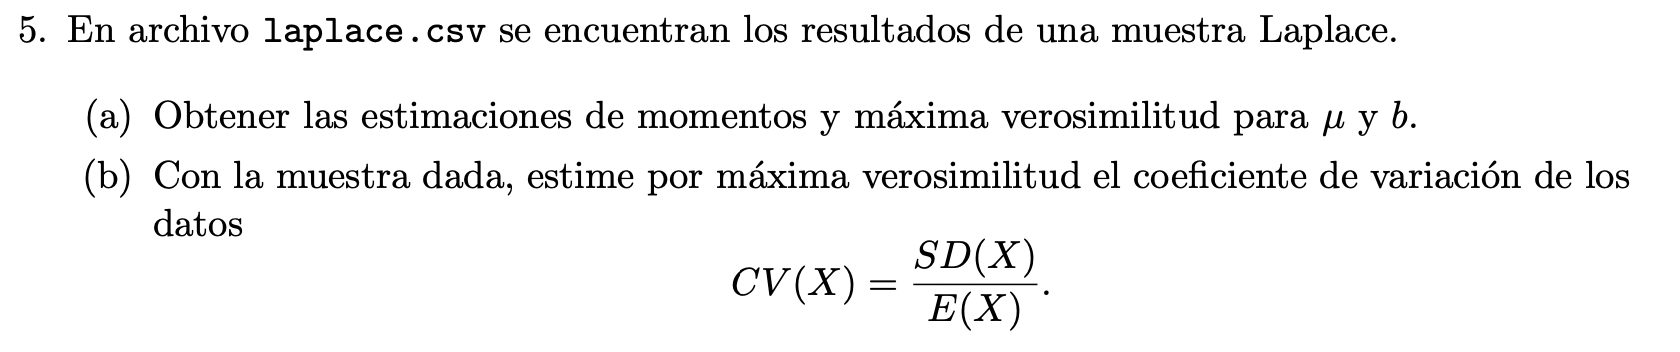 5. En archivo laplace.csv se encuentran los resultados de una muestra Laplace.
(a) Obtener las estimaciones de momentos y máxima verosimilitud para μ y b.
(b) Con la muestra dada, estime por máxima verosimilitud el coeficiente de variación de los
datos
CV(X) = SD(X) / E(X).